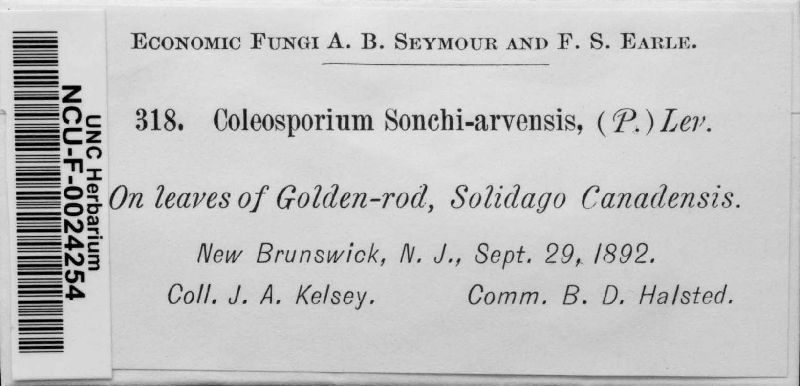 Economic Fungi A. B. Seymour and F. S. Earle.
318. Coleosporium Sonchi-arvensis, (P.) Lev.
On leaves of Golden-rod, Solidago Canadensis.
New Brunswick, N. J., Sept. 29, 1892.
Coll. J. A. Kelsey. Comm. B. D. Halsted.
UNC Herbarium
NCU-F-0024254